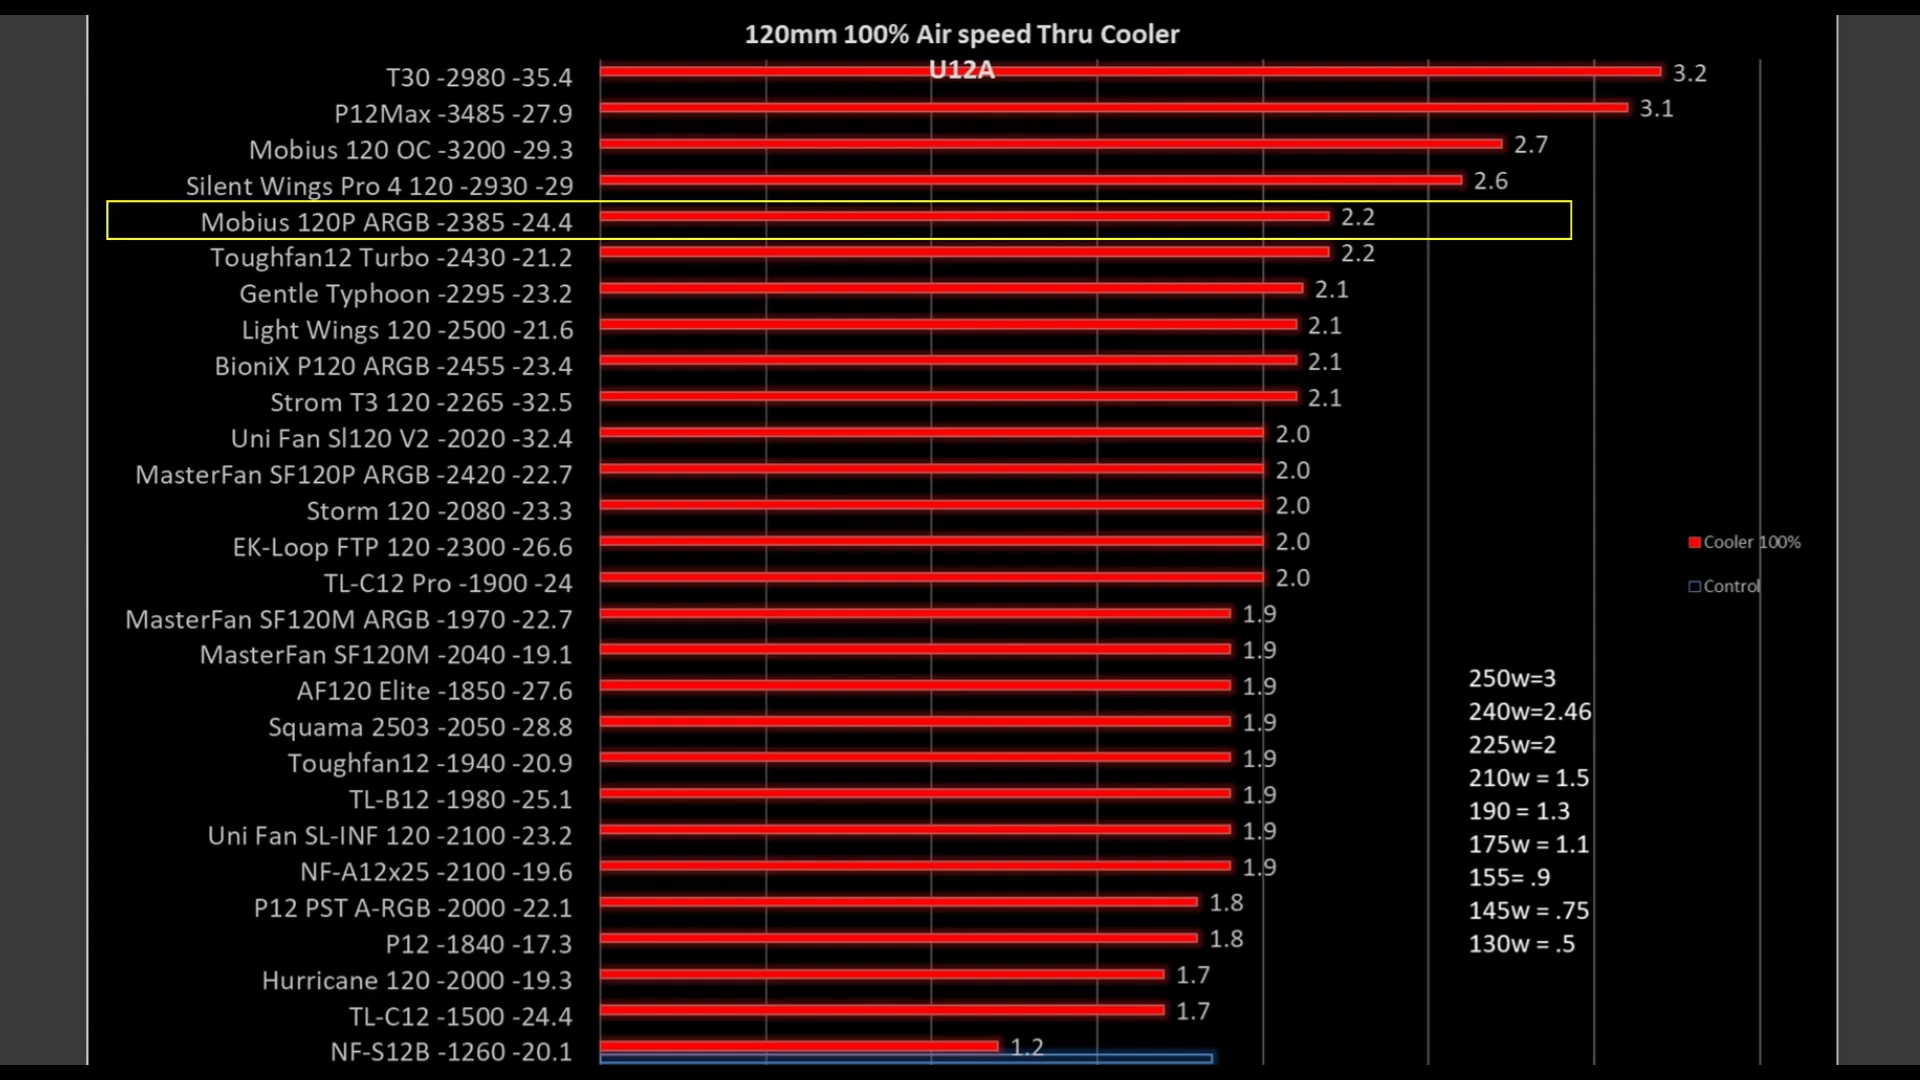 120mm 100% Air speed Thru Cooler
U12A
T30 -2980 -35.4 3.2
P12Max -3485 -27.9 3.1
Mobius 120 OC -3200 -29.3 2.7
Silent Wings Pro 4 120 -2930 -29 2.6
Mobius 120P ARGB -2385 -24.4 2.2
Toughfan12 Turbo -2430 -21.2 2.2
Gentle Typhoon -2295 -23.2 2.1
Light Wings 120 -2500 -21.6 2.1
BioniX P120 ARGB -2455 -23.4 2.1
Strom T3 120 -2265 -32.5 2.1
Uni Fan Sl120 V2 -2020 -32.4 2.0
MasterFan SF120P ARGB -2420 -22.7 2.0
Storm 120 -2080 -23.3 2.0
EK-Loop FTP 120 -2300 -26.6 2.0
TL-C12 Pro -1900 -24 2.0
MasterFan SF120M ARGB -1970 -22.7 1.9
MasterFan SF120M -2040 -19.1 1.9
AF120 Elite -1850 -27.6 1.9
Squama 2503 -2050 -28.8 1.9
Toughfan12 -1940 -20.9 1.9
TL-B12 -1980 -25.1 1.9
Uni Fan SL-INF 120 -2100 -23.2 1.9
NF-A12x25 -2100 -19.6 1.9
P12 PST A-RGB -2000 -22.1 1.8
P12 -1840 -17.3 1.8
Hurricane 120 -2000 -19.3 1.7
TL-C12 -1500 -24.4 1.7
NF-S12B -1260 -20.1 1.2
Cooler 100%
Control
250w=3
240w=2.46
225w=2
210w = 1.5
190 = 1.3
175w = 1.1
155= .9
145w = .75
130w = .5